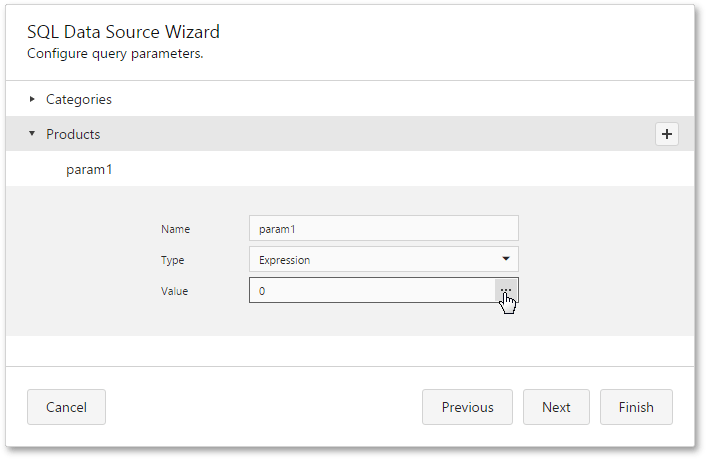 SQL Data Source Wizard
Configure query parameters.
Categories
Products
param1
Name param1
Type Expression
Value 0 ...
Cancel Previous Next Finish